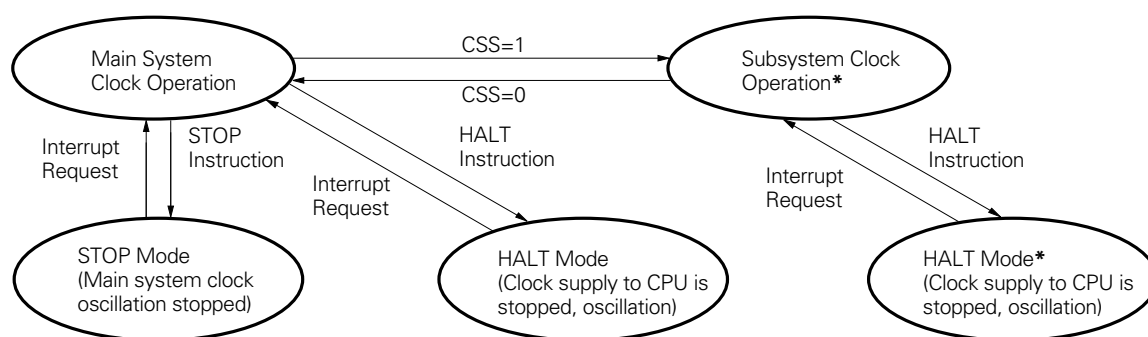 Main System
Clock Operation
CSS=1
CSS=0
Subsystem Clock
Operation*
Interrupt
Request
STOP
Instruction
HALT
Instruction
Interrupt
Request
HALT
Instruction
Interrupt
Request
STOP Mode
(Main system clock
oscillation stopped)
HALT Mode
(Clock supply to CPU is
stopped, oscillation)
HALT Mode*
(Clock supply to CPU is
stopped, oscillation)